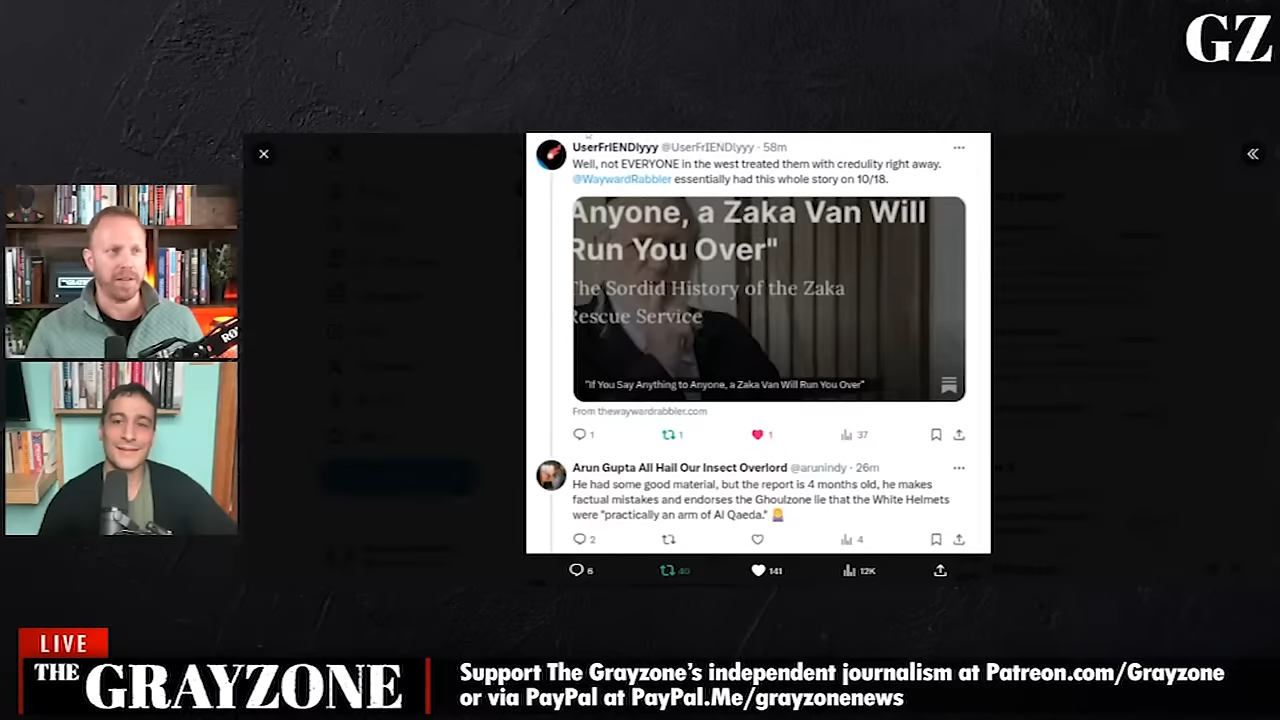 GZ
UserFrIENDlyyy @UserFrIENDlyyy · 58m
Well, not EVERYONE in the west treated them with credulity right away.
@WaywardRabbler essentially had this whole story on 10/18.
Anyone, a Zaka Van Will
Run You Over"
The Sordid History of the Zaka
Rescue Service
"If You Say Anything to Anyone, a Zaka Van Will Run You Over"
From thewaywardrabbler.com
1 1 1 37
Arun Gupta All Hail Our Insect Overlord @arunindy · 26m
He had some good material, but the report is 4 months old, he makes
factual mistakes and endorses the Ghoulzone lie that the White Helmets
were "practically an arm of Al Qaeda."
2 4
6 40 141 12K
LIVE
THE GRAYZONE
Support The Grayzone's independent journalism at Patreon.com/Grayzone
or via PayPal at PayPal.Me/grayzonenews